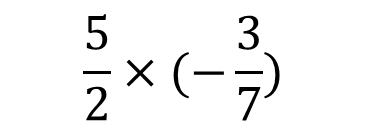 5/2 × (− 3/7)